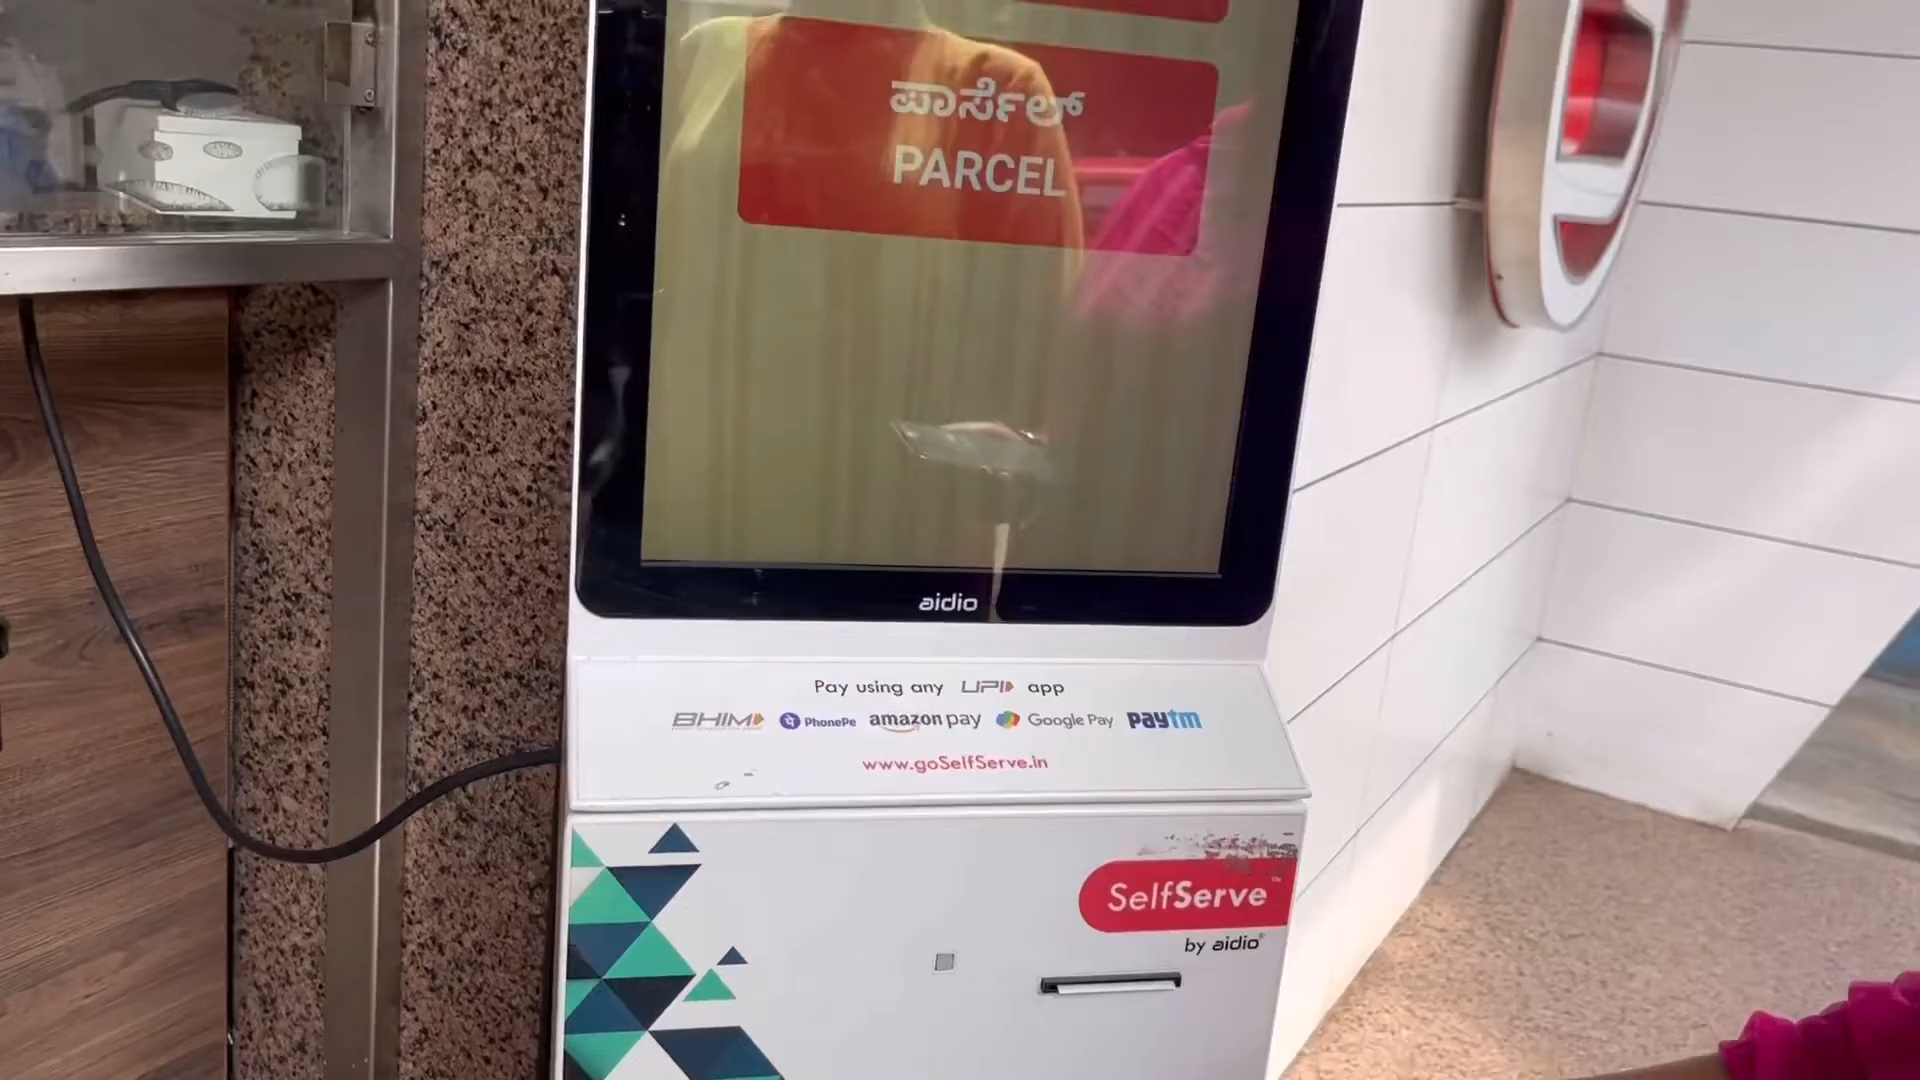 ಪಾರ್ಸೆಲ್
PARCEL
aidio
Pay using any UPI app
BHIM PhonePe amazon pay Google Pay paytm
www.goSelfServe.in
SelfServe™
by aidio®